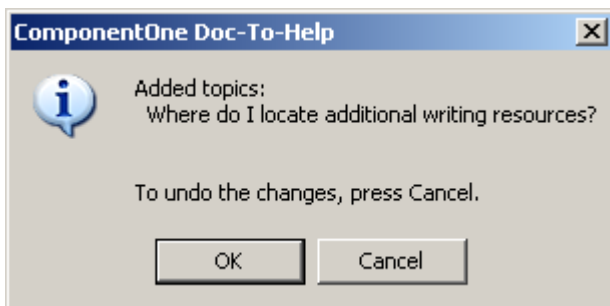 ComponentOne Doc-To-Help
Added topics:
Where do I locate additional writing resources?
To undo the changes, press Cancel.
OK
Cancel